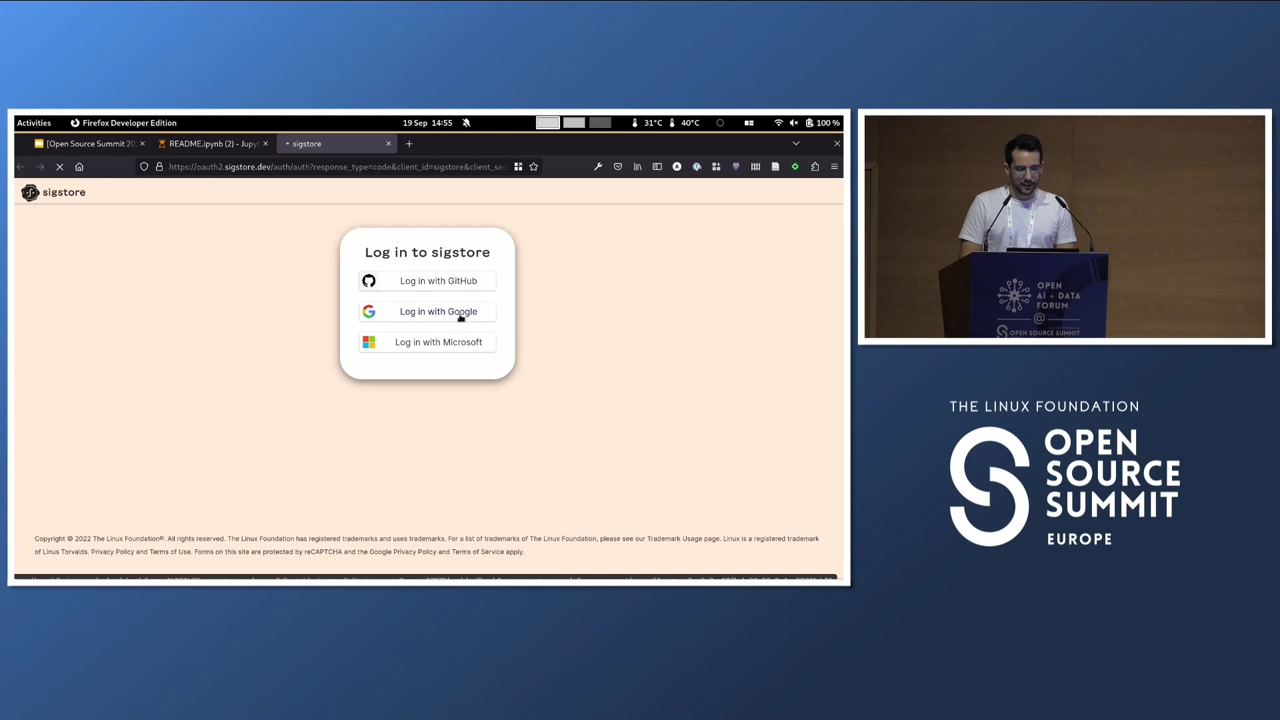 Activities
Firefox Developer Edition
19 Sep 14:55
31°C
40°C
100 %
[Open Source Summit 20
README.ipynb (2) - Jupyt
sigstore
https://oauth2.sigstore.dev/auth/auth?response_type=code&client_id=sigstore&client_sec
sigstore
Log in to sigstore
Log in with GitHub
Log in with Google
Log in with Microsoft
Copyright © 2022 The Linux Foundation®. All rights reserved. The Linux Foundation has registered trademarks and uses trademarks. For a list of trademarks of The Linux Foundation, please see our Trademark Usage page. Linux is a registered trademark
of Linus Torvalds. Privacy Policy and Terms of Use. Forms on this site are protected by reCAPTCHA and the Google Privacy Policy and Terms of Service apply.
OPEN
AI + DATA
FORUM
@
OPEN SOURCE SUMMIT
THE LINUX FOUNDATION
OPEN
SOURCE
SUMMIT
EUROPE